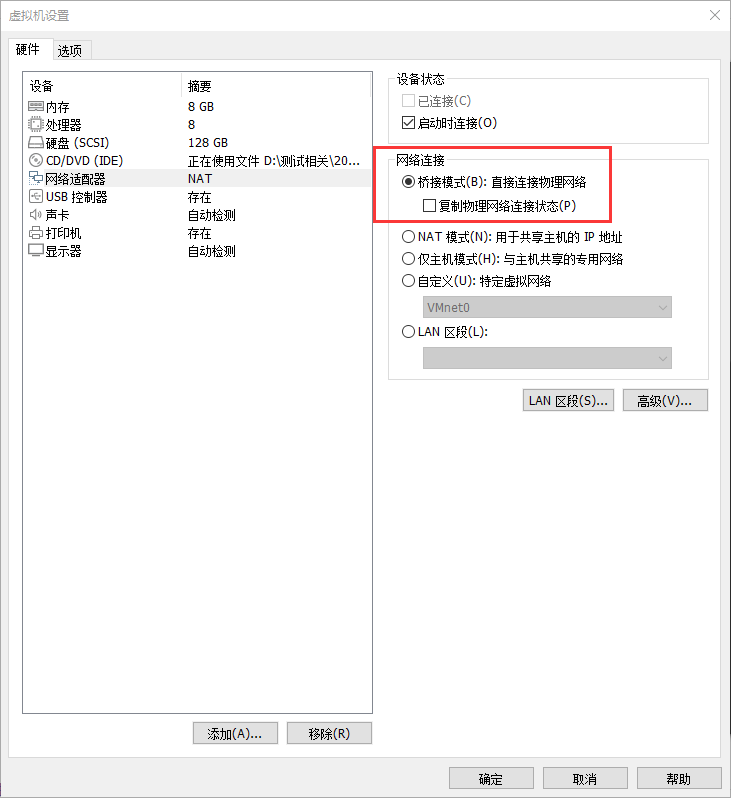 虚拟机设置
硬件 选项
设备 摘要
内存 8 GB
处理器 8
硬盘 (SCSI) 128 GB
CD/DVD (IDE) 正在使用文件 D:\测试相关\20...
网络适配器 NAT
USB 控制器 存在
声卡 自动检测
打印机 存在
显示器 自动检测
添加(A)... 移除(R)
设备状态
已连接(C)
启动时连接(O)
网络连接
桥接模式(B): 直接连接物理网络
复制物理网络连接状态(P)
NAT 模式(N): 用于共享主机的 IP 地址
仅主机模式(H): 与主机共享的专用网络
自定义(U): 特定虚拟网络
VMnet0
LAN 区段(L):
LAN 区段(S)... 高级(V)...
确定 取消 帮助